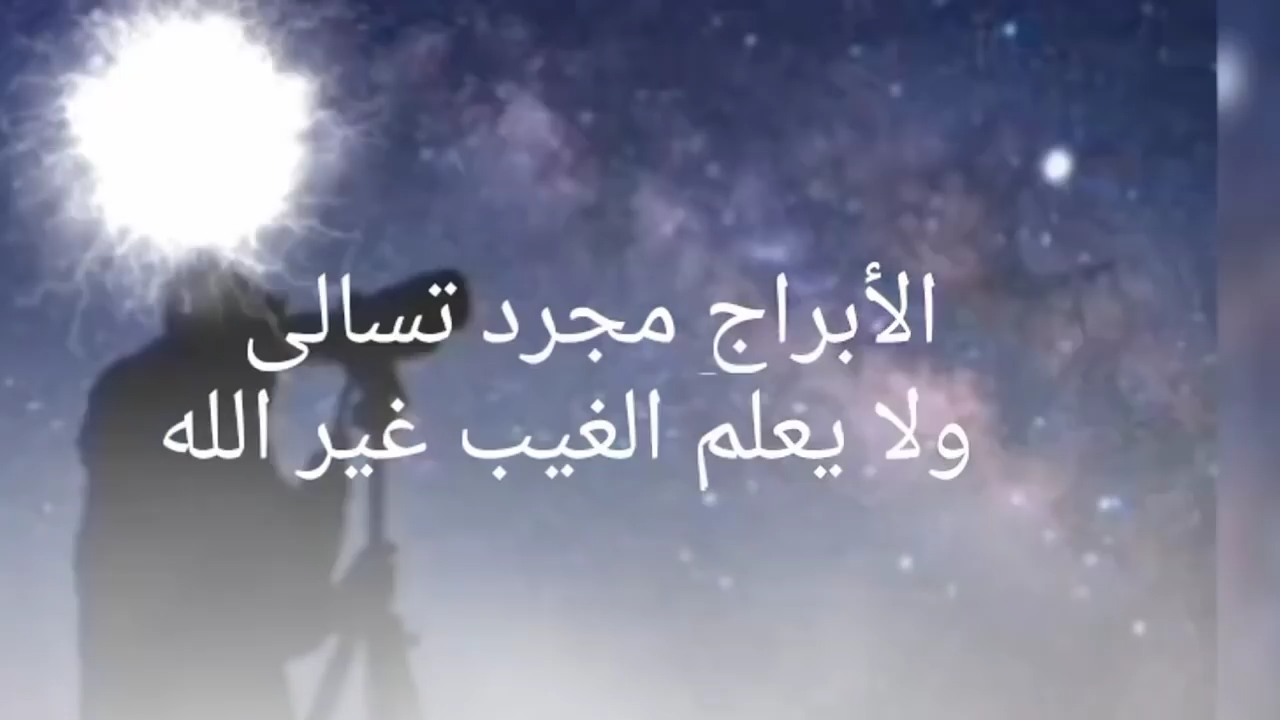 الأبراج مجرد تسالى
ولا يعلم الغيب غير الله